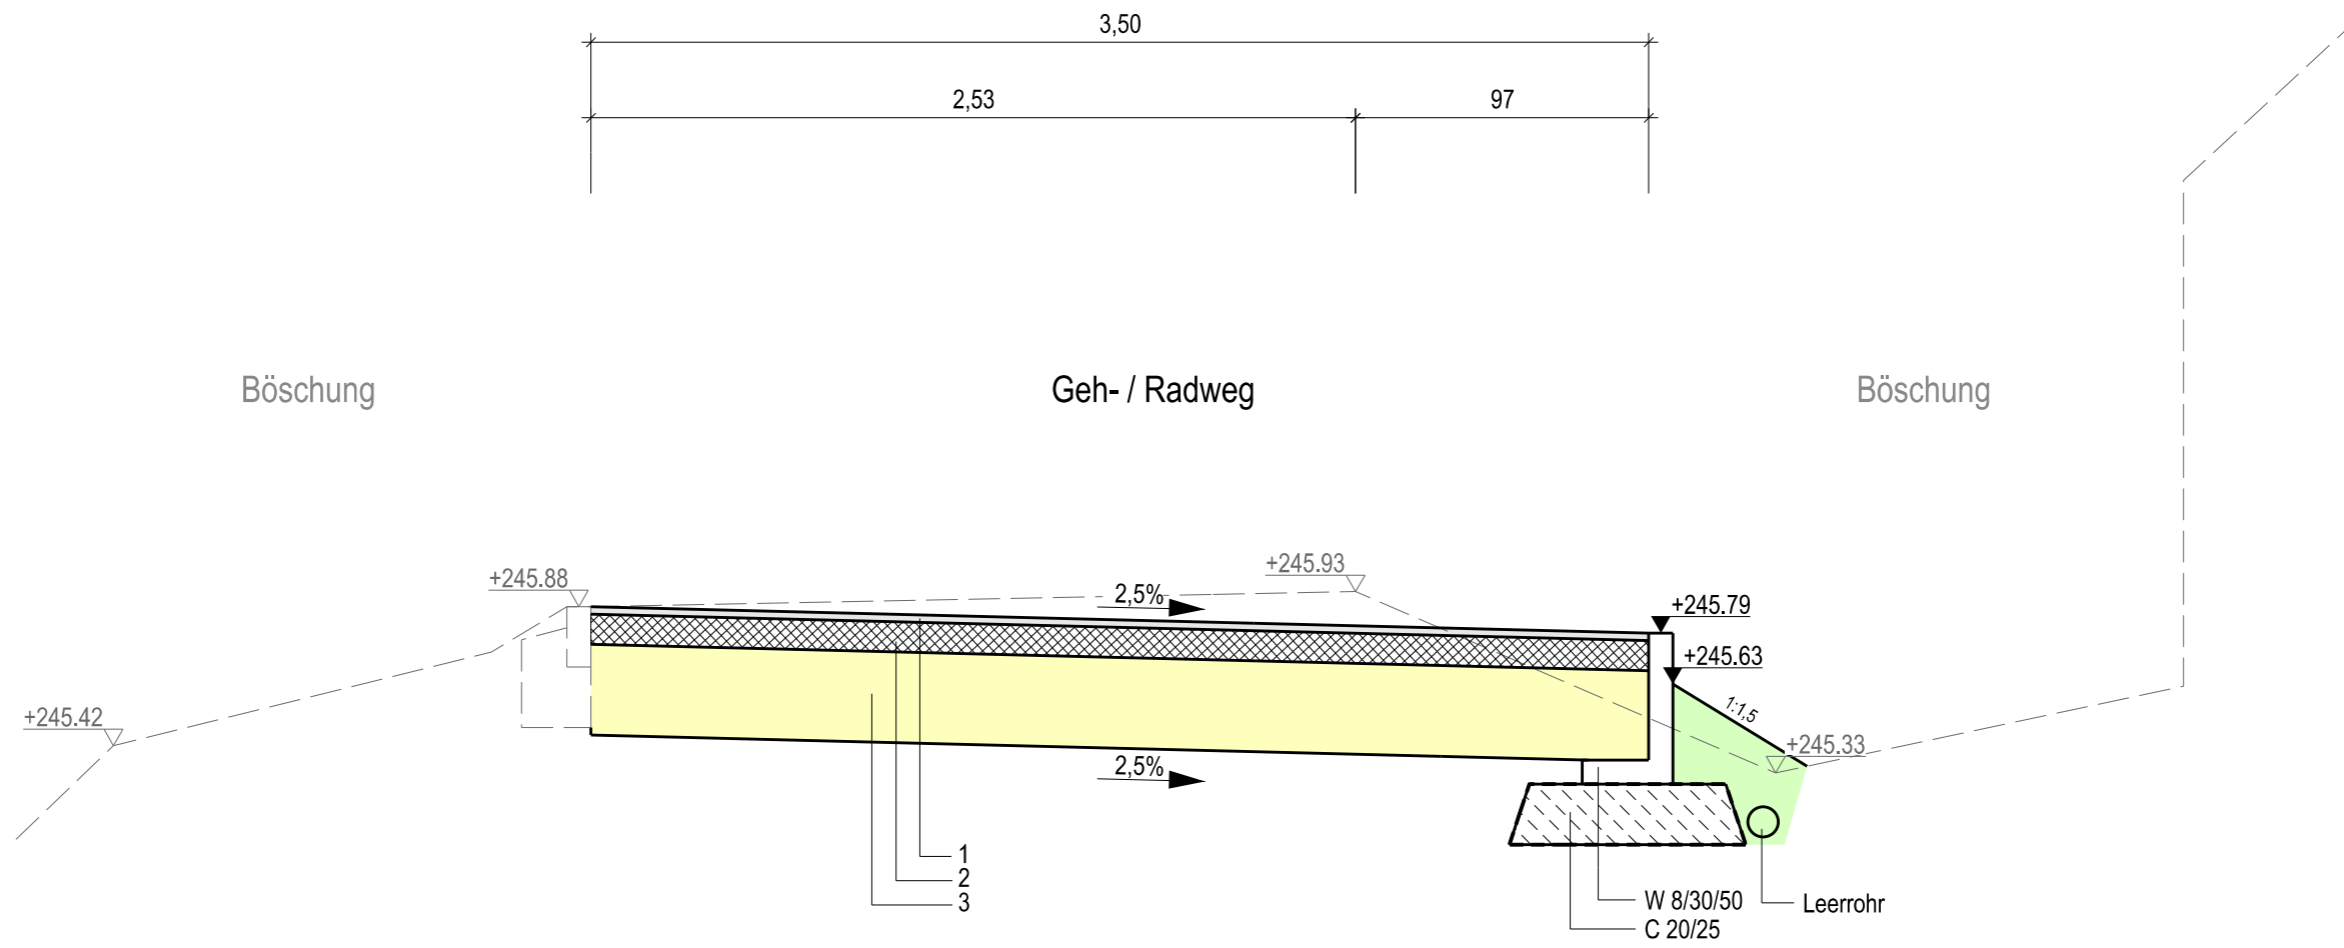 3,50
2,53
97
Böschung
Geh- / Radweg
Böschung
+245.93
+245.88
2,5%
+245.79
+245.63
1:1,5
+245.42
+245.33
2,5%
1
2
3
W 8/30/50
Leerrohr
C 20/25